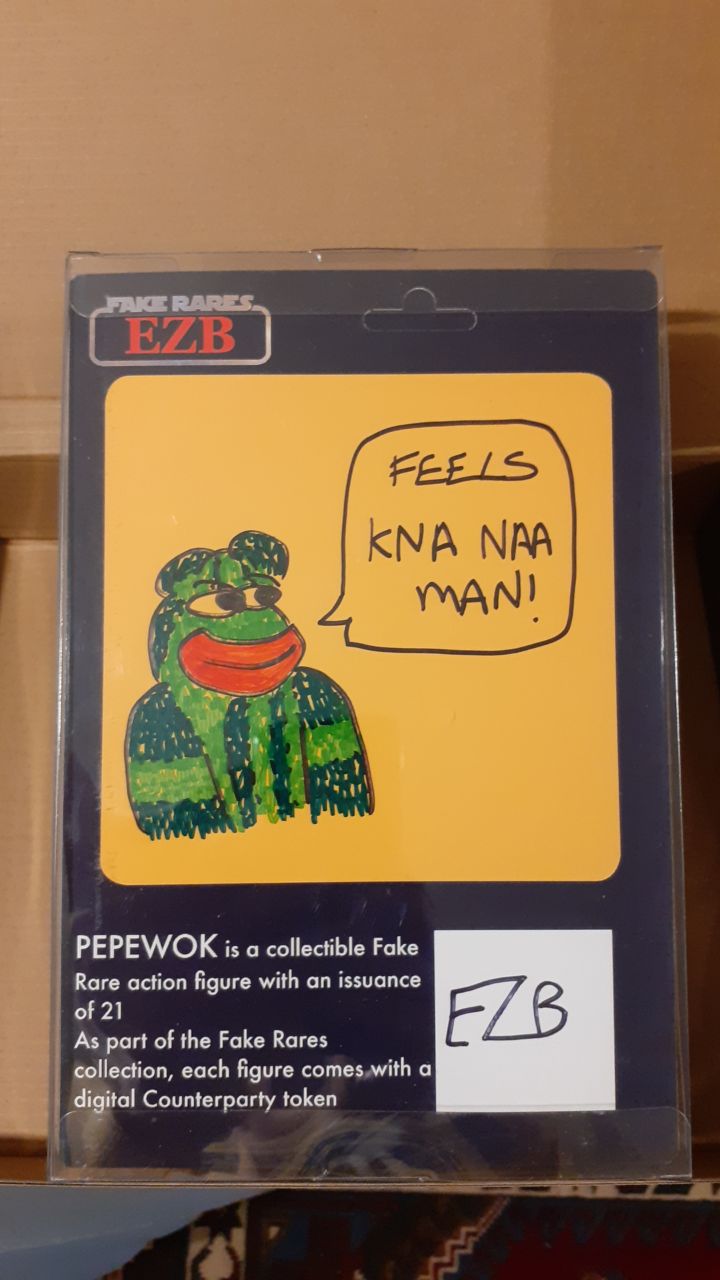 FAKE RARES
EZB
FEELS
KNA NAA
MAN!
PEPEWOK is a collectible Fake
Rare action figure with an issuance
of 21
As part of the Fake Rares
collection, each figure comes with a
digital Counterparty token
EZB